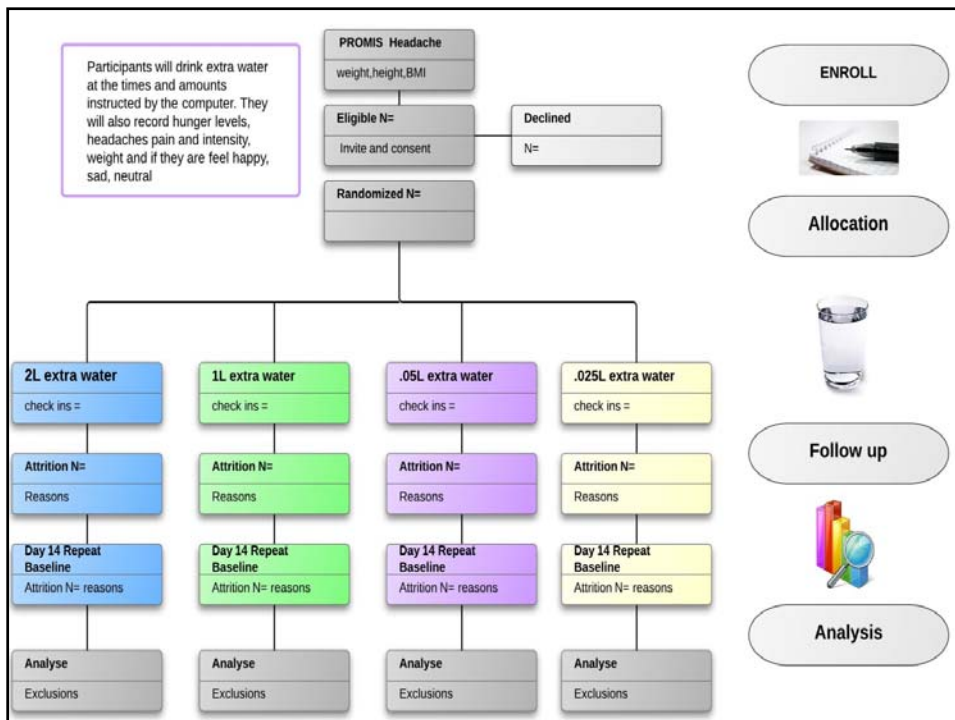 PROMIS Headache
weight,height,BMI
Participants will drink extra water
at the times and amounts
instructed by the computer. They
will also record hunger levels,
headaches pain and intensity,
weight and if they are feel happy,
sad, neutral
ENROLL
Eligible N=
Invite and consent
Declined
N=
Randomized N=
Allocation
2L extra water
check ins =
1L extra water
check ins =
.05L extra water
check ins =
.025L extra water
check ins =
Follow up
Attrition N=
Reasons
Attrition N=
Reasons
Attrition N=
Reasons
Attrition N=
Reasons
Day 14 Repeat
Baseline
Attrition N= reasons
Day 14 Repeat
Baseline
Attrition N= reasons
Day 14 Repeat
Baseline
Attrition N= reasons
Day 14 Repeat
Baseline
Attrition N= reasons
Analysis
Analyse
Exclusions
Analyse
Exclusions
Analyse
Exclusions
Analyse
Exclusions